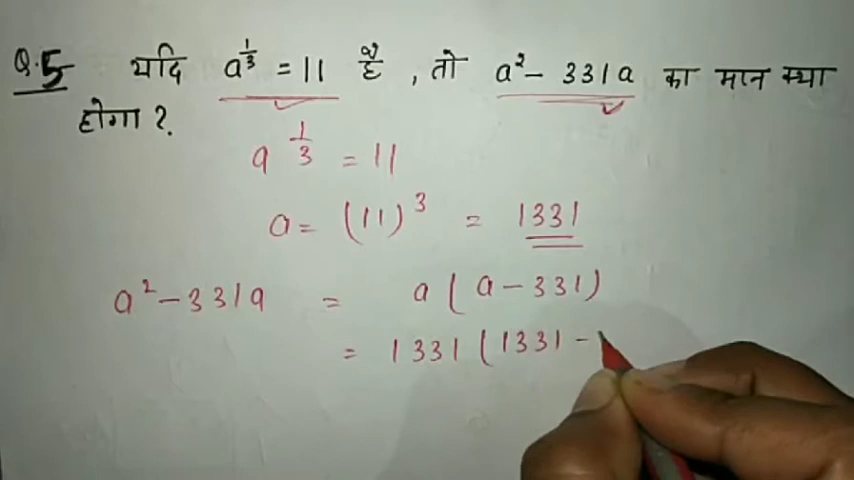 Q.5 यदि a^{1/3} = 11 है , तो a² - 331a का मान क्या
होगा ?
a^{1/3} = 11
a = (11)³ = 1331
a² - 331a = a(a - 331)
= 1331(1331 -